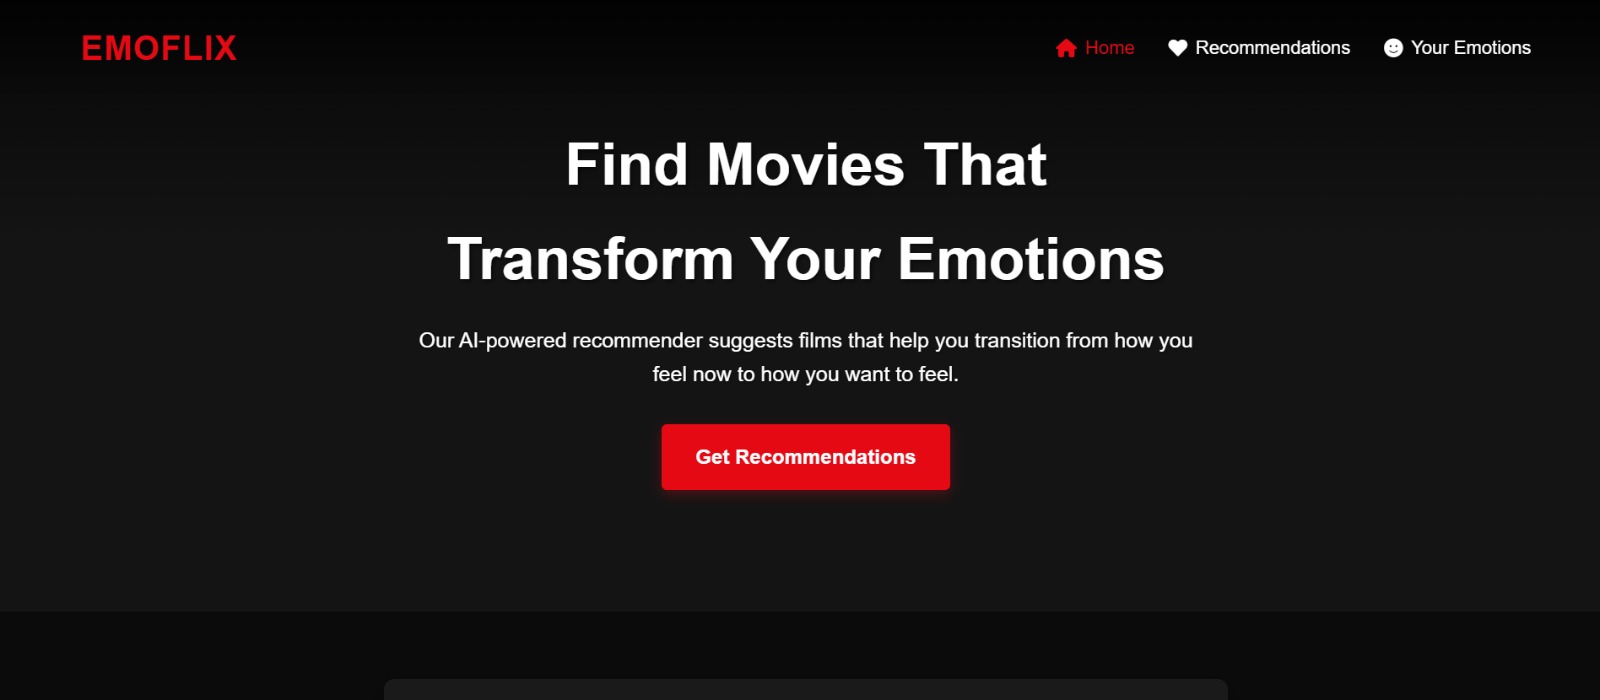 EMOFLIX
Home
Recommendations
Your Emotions
Find Movies That
Transform Your Emotions
Our AI-powered recommender suggests films that help you transition from how you
feel now to how you want to feel.
Get Recommendations